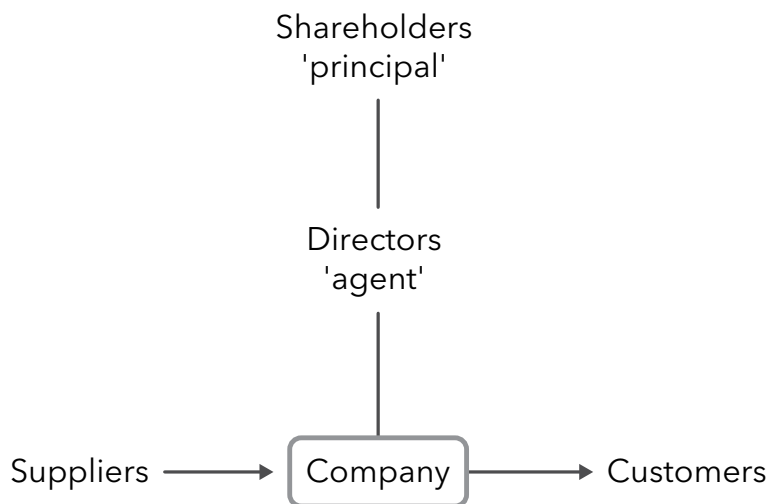 Shareholders
'principal'
Directors
'agent'
Suppliers
Company
Customers